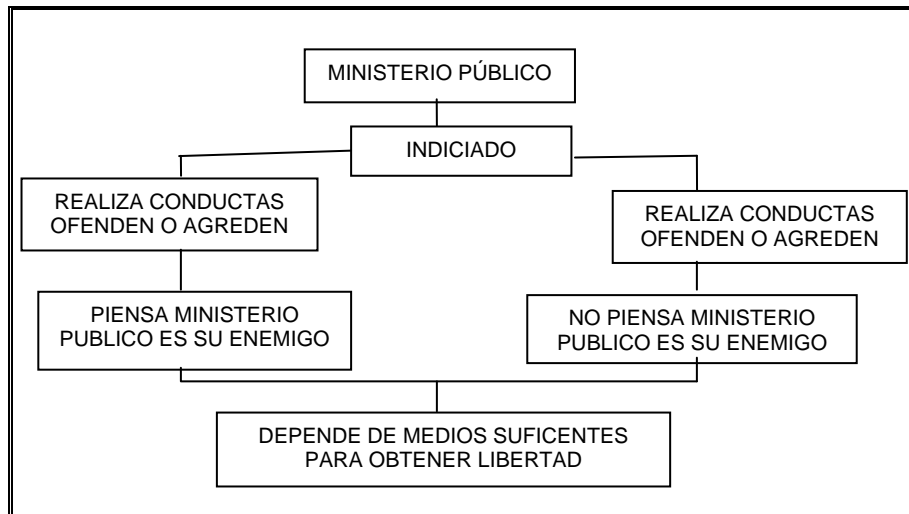 MINISTERIO PÚBLICO
INDICIADO
REALIZA CONDUCTAS
OFENDEN O AGREDEN
REALIZA CONDUCTAS
OFENDEN O AGREDEN
PIENSA MINISTERIO
PUBLICO ES SU ENEMIGO
NO PIENSA MINISTERIO
PUBLICO ES SU ENEMIGO
DEPENDE DE MEDIOS SUFICENTES
PARA OBTENER LIBERTAD